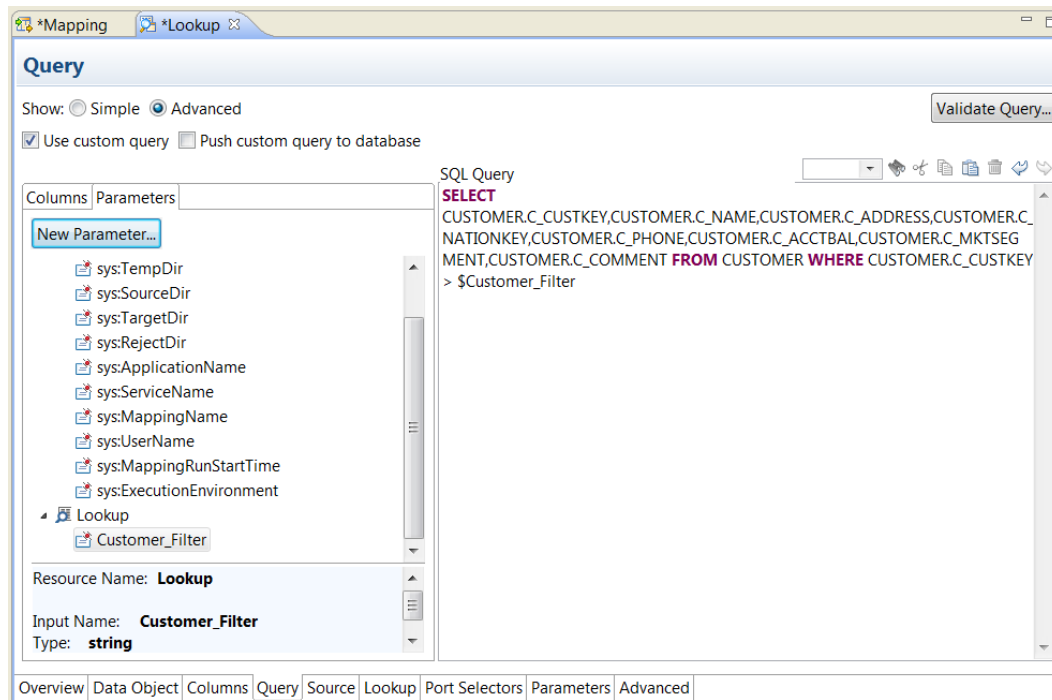 *Mapping *Lookup
Query
Show: Simple Advanced
Validate Query...
Use custom query Push custom query to database
SQL Query
Columns Parameters
New Parameter...
sys:TempDir
sys:SourceDir
sys:TargetDir
sys:RejectDir
sys:ApplicationName
sys:ServiceName
sys:MappingName
sys:UserName
sys:MappingRunStartTime
sys:ExecutionEnvironment
Lookup
Customer_Filter
Resource Name: Lookup
Input Name: Customer_Filter
Type: string
SELECT
CUSTOMER.C_CUSTKEY,CUSTOMER.C_NAME,CUSTOMER.C_ADDRESS,CUSTOMER.C_
NATIONKEY,CUSTOMER.C_PHONE,CUSTOMER.C_ACCTBAL,CUSTOMER.C_MKTSEG
MENT,CUSTOMER.C_COMMENT FROM CUSTOMER WHERE CUSTOMER.C_CUSTKEY
> $Customer_Filter
Overview Data Object Columns Query Source Lookup Port Selectors Parameters Advanced